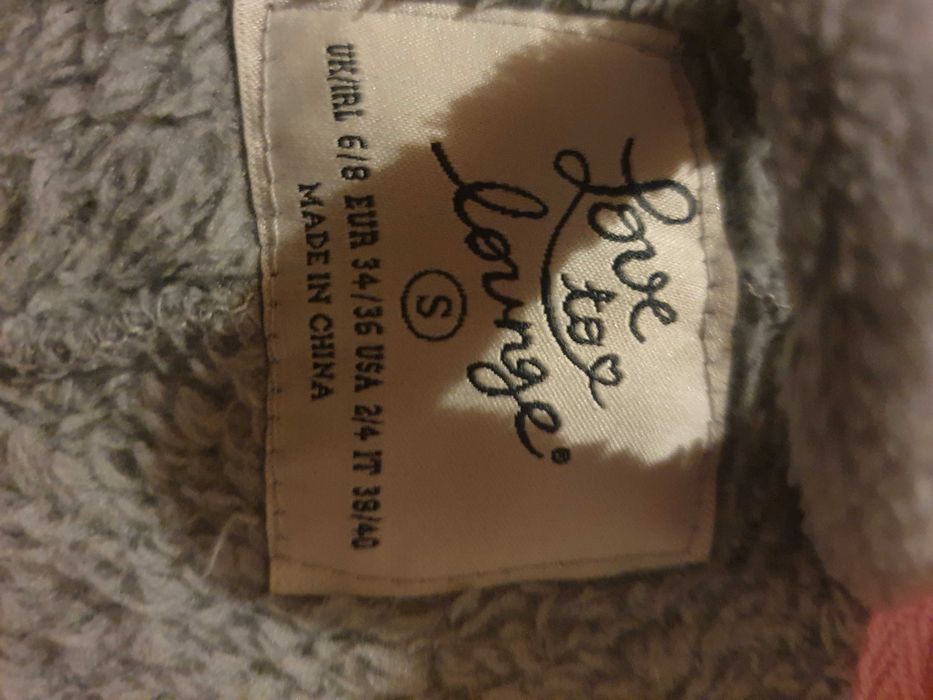 Love
to
lounge®
S
UK/IRL 6/8 EUR 34/36 USA 2/4 IT 38/40
MADE IN CHINA